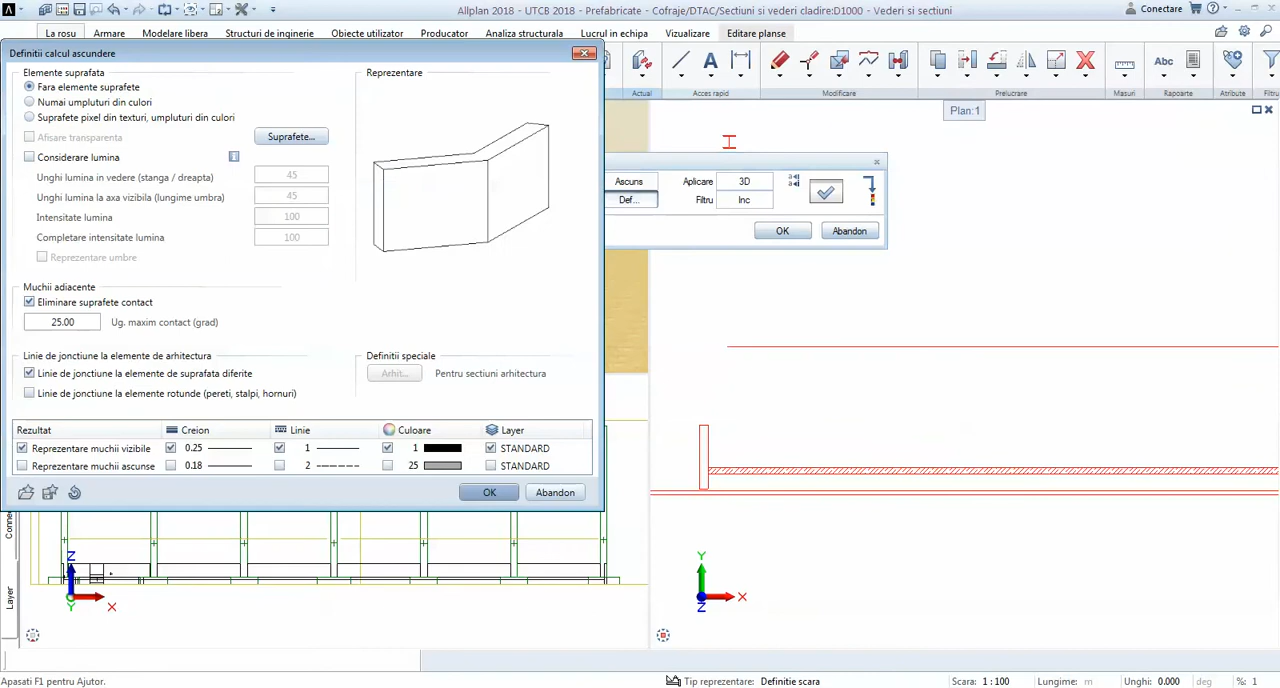 Allplan 2018 - UTCB 2018 - Prefabricate - Cofraje/DTAC/Sectiuni si vederi cladire:D1000 - Vederi si sectiuni
Conectare
La rosu Armare Modelare libera Structuri de inginerie Obiecte utilizator Producator Analiza structurala Lucrul in echipa Vizualizare Editare planse
Actual Acces rapid Modificare Prelucrare Masuri Rapoarte Atribute Filtru
Abc
Definitii calcul ascundere
Elemente suprafata
Fara elemente suprafete
Numai umpluturi din culori
Suprafete pixel din texturi, umpluturi din culori
Afisare transparenta Suprafete...
Considerare lumina
Unghi lumina in vedere (stanga / dreapta) 45
Unghi lumina la axa vizibila (lungime umbra) 45
Intensitate lumina 100
Completare intensitate lumina 100
Reprezentare umbre
Reprezentare
Muchii adiacente
Eliminare suprafete contact
25.00 Ug. maxim contact (grad)
Linie de jonctiune la elemente de arhitectura
Linie de jonctiune la elemente de suprafata diferite
Linie de jonctiune la elemente rotunde (pereti, stalpi, hornuri)
Definitii speciale
Arhit... Pentru sectiuni arhitectura
Rezultat Creion Linie Culoare Layer
Reprezentare muchii vizibile 0.25 1 1 STANDARD
Reprezentare muchii ascunse 0.18 2 25 STANDARD
OK Abandon
Plan:1
Ascuns Aplicare 3D
Def... Filtru Inc
OK Abandon
Conne
Layer
Z
Y
X
Y
X
Z
Apasati F1 pentru Ajutor. Tip reprezentare: Definitie scara Scara: 1 : 100 Lungime: m Unghi: 0.000 deg %: 1